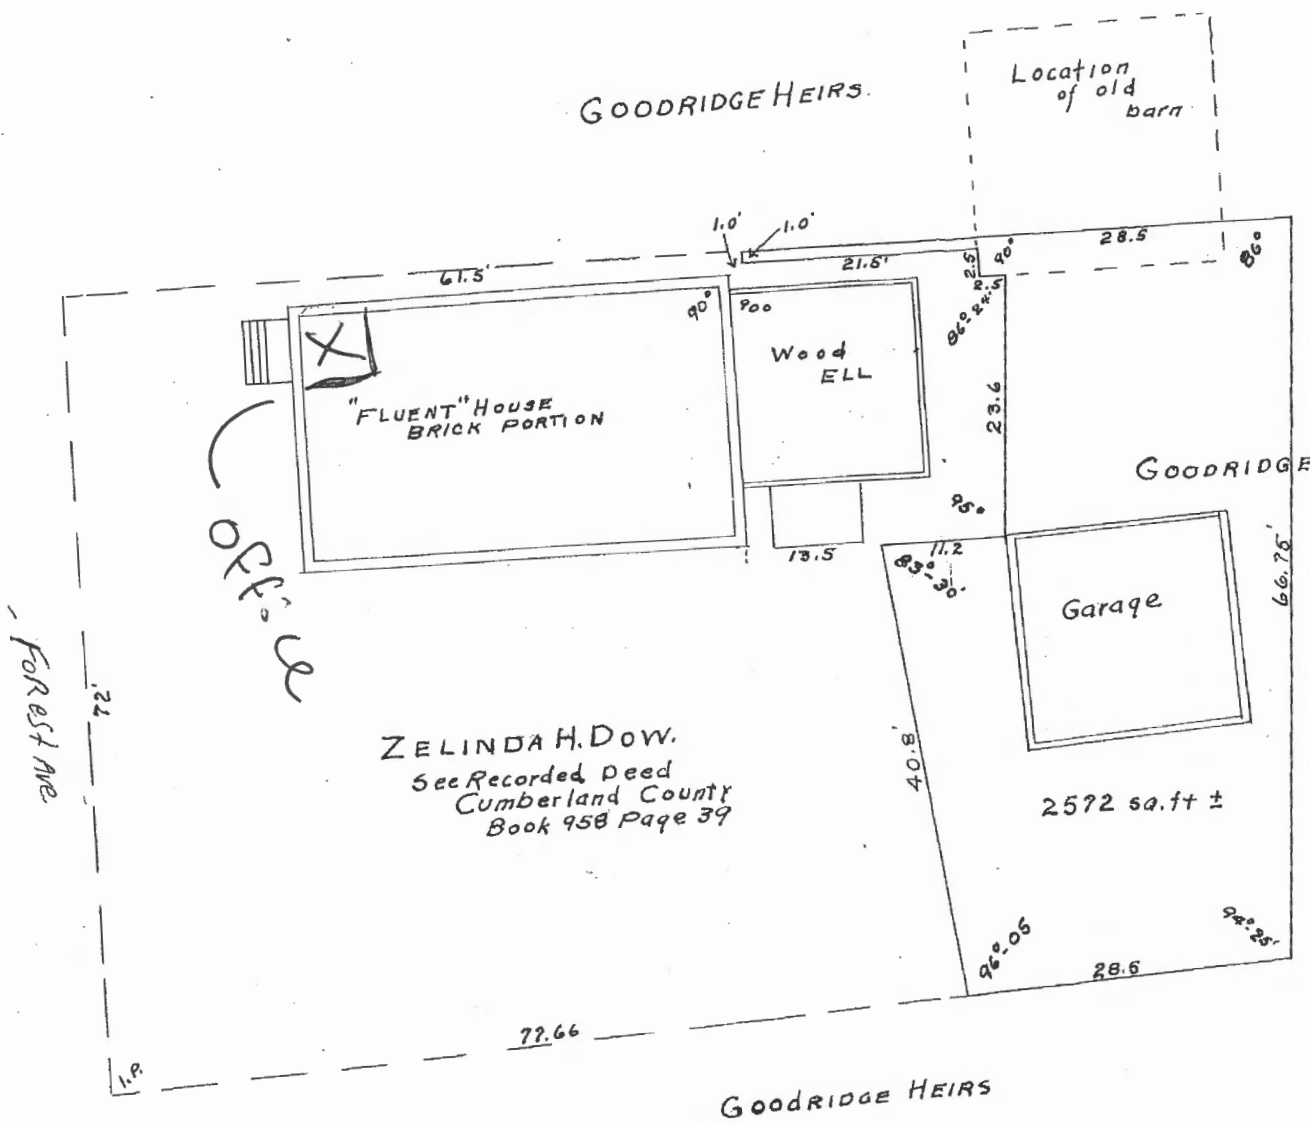 Location
of old
barn
GOODRIDGE HEIRS.
1.0'
1.0'
61.5'
21.5'
2.5
90°
28.5
86°
90°
900
86°-24.5
Wood
ELL
"FLUENT" HOUSE
BRICK PORTION
23.6
GOODRIDGE
95°
13.5
11.2
83°-30'
Garage
66.75'
office
- Forest Ave
72'
ZELINDA H. DOW.
See Recorded Deed
Cumberland County
Book 958 Page 39
40.8'
2572 sq.ft ±
96°-05
94°-25'
28.5
77.66
I.P.
GOODRIDGE HEIRS